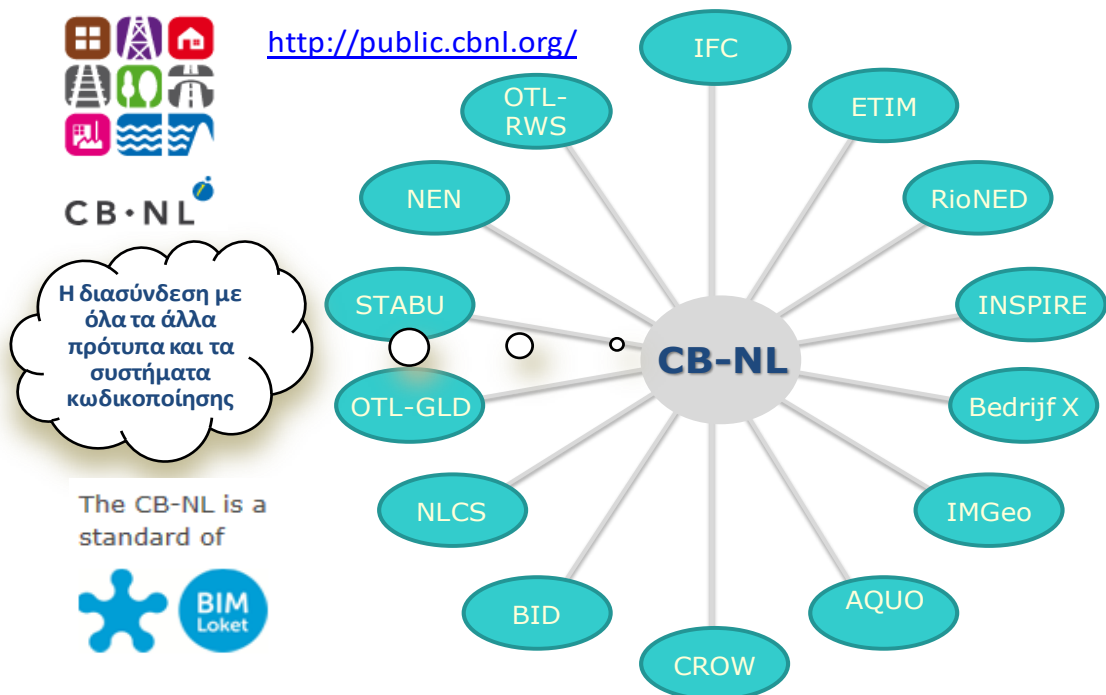 http://public.cbnl.org/
CB·NL
Η διασύνδεση με
όλα τα άλλα
πρότυπα και τα
συστήματα
κωδικοποίησης
The CB-NL is a
standard of
BIM
Loket
IFC
ETIM
RioNED
INSPIRE
Bedrijf X
IMGeo
AQUO
CROW
BID
NLCS
OTL-GLD
STABU
NEN
OTL-
RWS
CB-NL